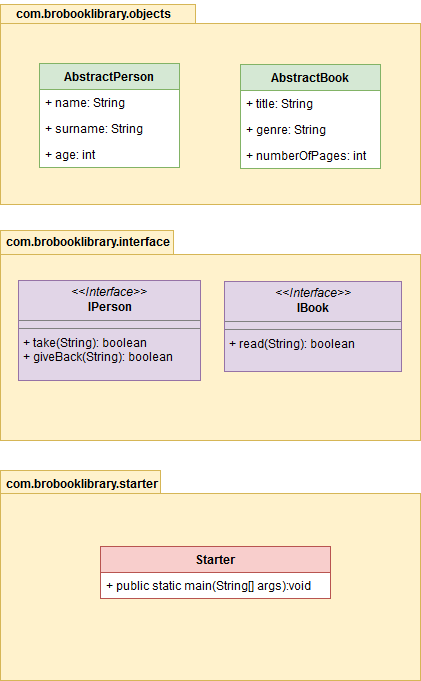 com.brobooklibrary.objects
AbstractPerson
+ name: String
+ surname: String
+ age: int
AbstractBook
+ title: String
+ genre: String
+ numberOfPages: int
com.brobooklibrary.interface
<<Interface>>
IPerson
+ take(String): boolean
+ giveBack(String): boolean
<<Interface>>
IBook
+ read(String): boolean
com.brobooklibrary.starter
Starter
+ public static main(String[] args):void